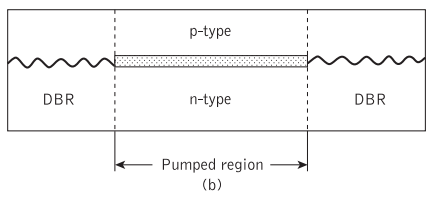 p-type
DBR
n-type
DBR
Pumped region
(b)